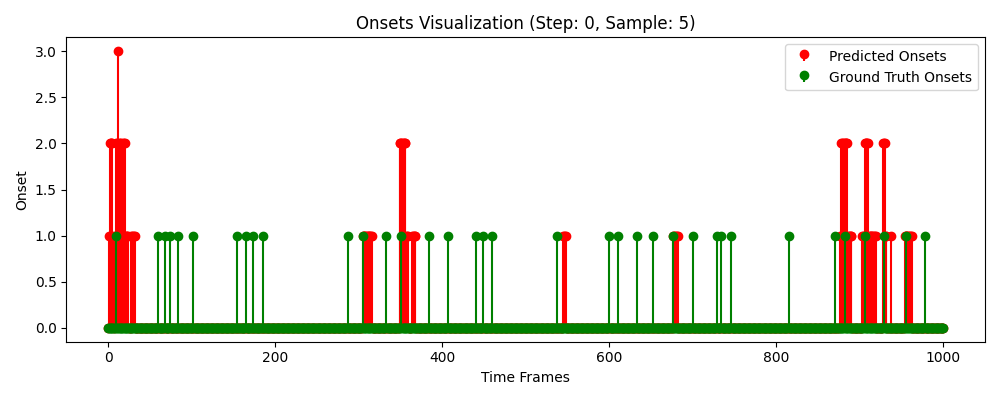 Onsets Visualization (Step: 0, Sample: 5)
Predicted Onsets
Ground Truth Onsets
Onset
3.0
2.5
2.0
1.5
1.0
0.5
0.0
0 200 400 600 800 1000
Time Frames